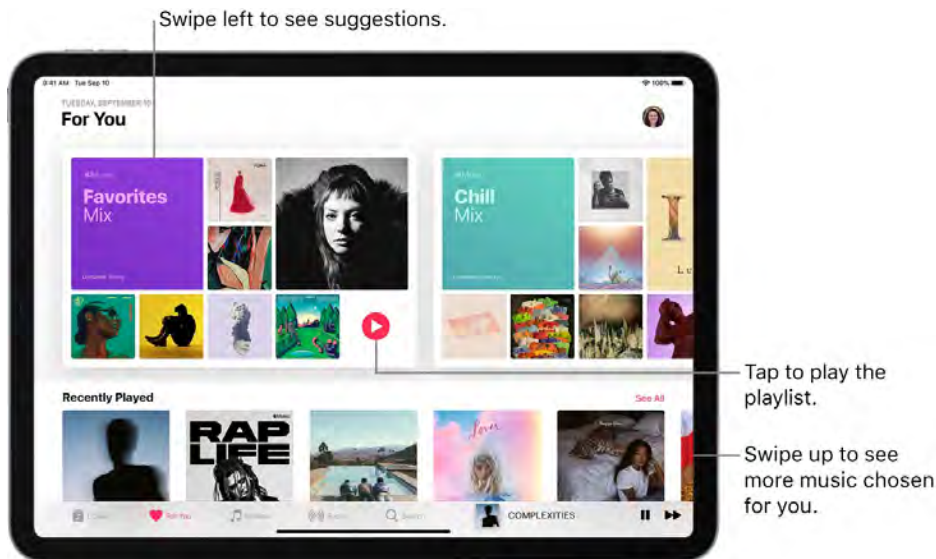 Swipe left to see suggestions.
9:41 AM Tue Sep 10
100%
TUESDAY, SEPTEMBER 10
For You
Favorites
Mix
Chill
Mix
Tap to play the
playlist.
Recently Played
See All
RAP
LIFE
Lover
Swipe up to see
more music chosen
for you.
For You
Search
COMPLEXITIES